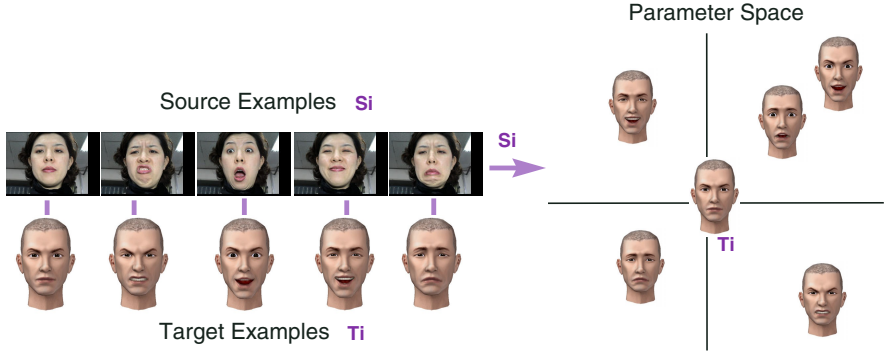 Parameter Space
Source Examples Si
Si
Ti
Target Examples Ti